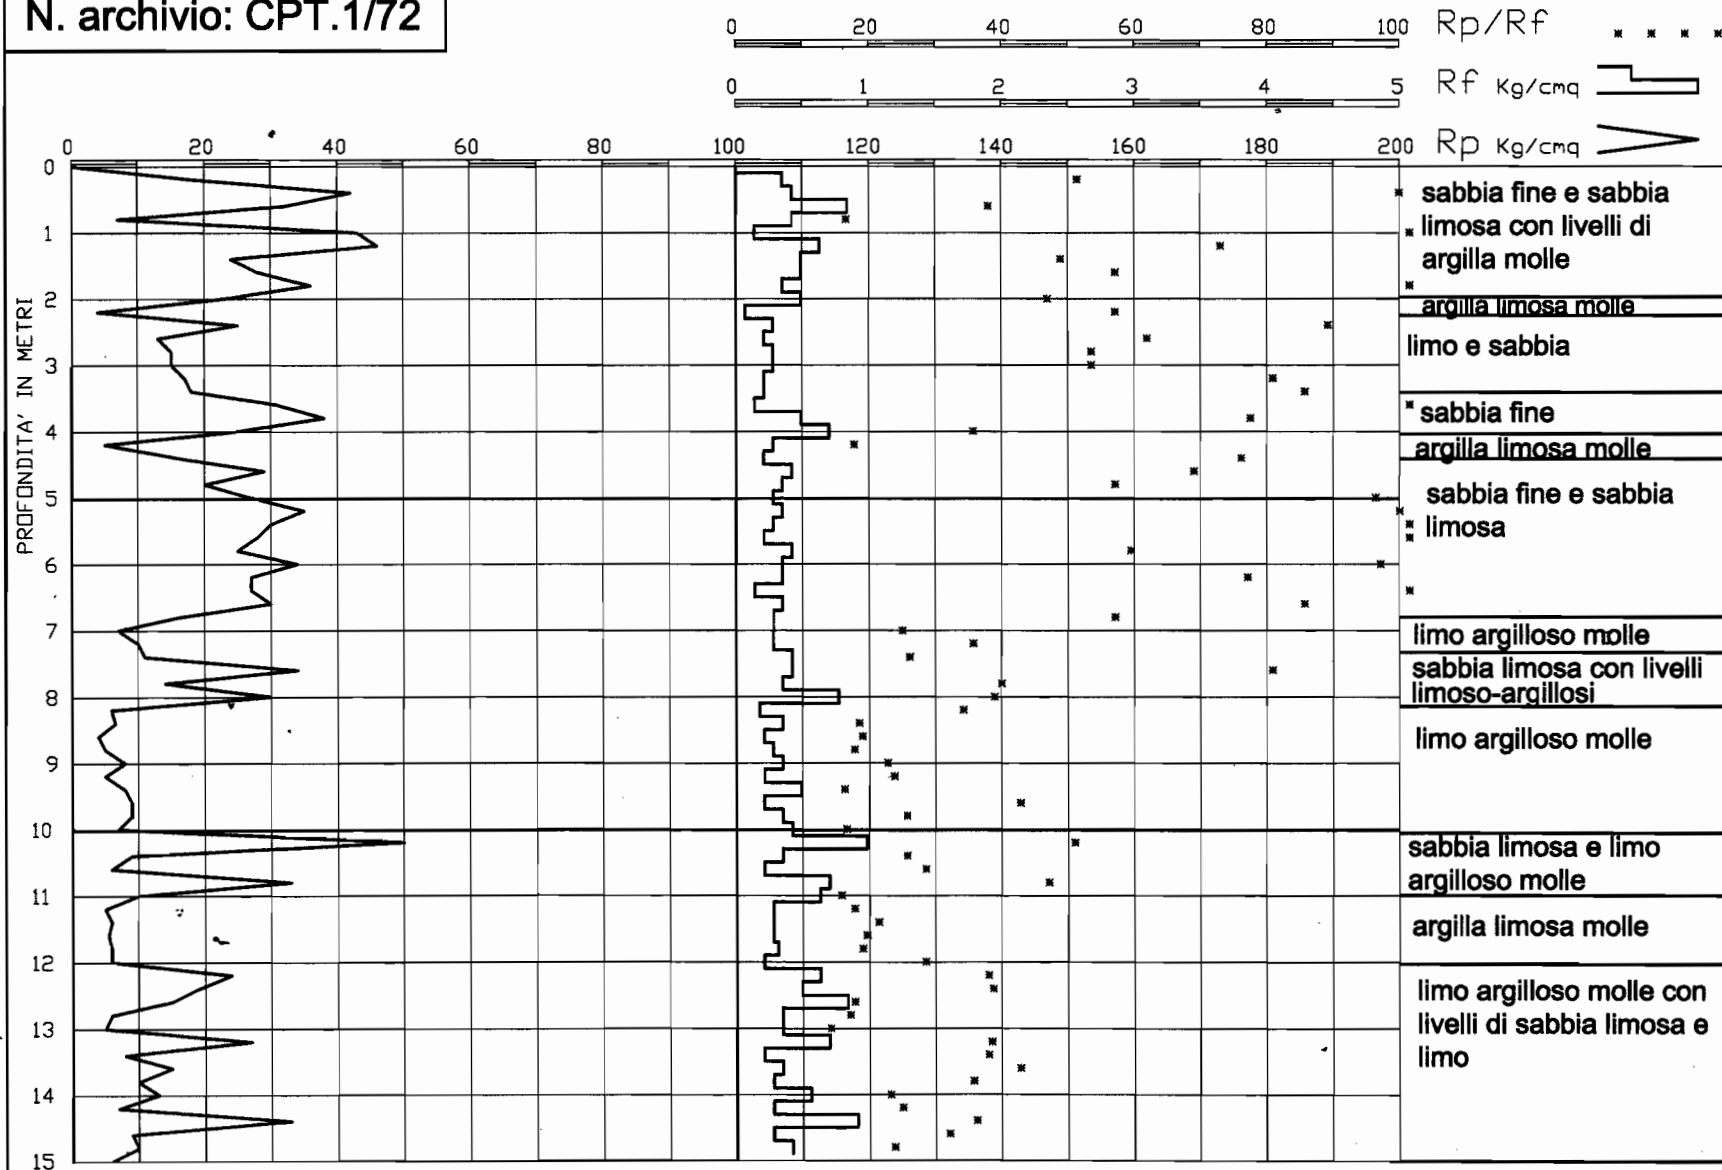 N. archivio: CPT.1/72
0 20 40 60 80 100 Rp/Rf
0 1 2 3 4 5 Rf Kg/cmq
0 20 40 60 80 100 120 140 160 180 200 Rp Kg/cmq
PROFONDITA' IN METRI
0
1
2
3
4
5
6
7
8
9
10
11
12
13
14
15
sabbia fine e sabbia
limosa con livelli di
argilla molle
argilla limosa molle
limo e sabbia
sabbia fine
argilla limosa molle
sabbia fine e sabbia
limosa
limo argilloso molle
sabbia limosa con livelli
limoso-argillosi
limo argilloso molle
sabbia limosa e limo
argilloso molle
argilla limosa molle
limo argilloso molle con
livelli di sabbia limosa e
limo